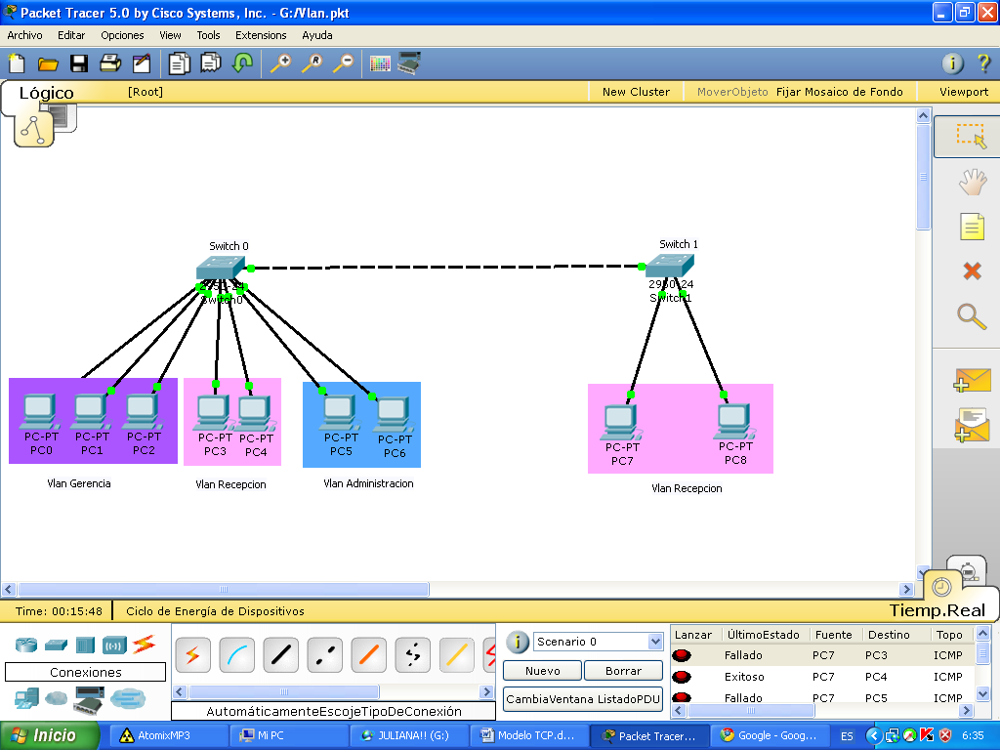 Packet Tracer 5.0 by Cisco Systems, Inc. - G:/Vlan.pkt
Archivo Editar Opciones View Tools Extensions Ayuda
Lógico [Root] New Cluster MoverObjeto Fijar Mosaico de Fondo Viewport
Switch 0
Switch 1
2950-24
Switch0
2950-24
Switch1
PC-PT PC-PT PC-PT PC-PT PC-PT PC-PT PC-PT
PC0 PC1 PC2 PC3 PC4 PC5 PC6
PC-PT PC-PT
PC7 PC8
Vlan Gerencia Vlan Recepcion Vlan Administracion
Vlan Recepcion
Time: 00:15:48 Ciclo de Energía de Dispositivos
Tiemp.Real
Conexiones
AutomáticamenteEscojeTipoDeConexión
Scenario 0
Nuevo Borrar
CambiaVentana ListadoPDU
Lanzar ÚltimoEstado Fuente Destino Topo
Fallado PC7 PC3 ICMP
Exitoso PC7 PC4 ICMP
Fallado PC7 PC5 ICMP
Inicio AtomixMP3 Mi PC JULIANA!! (G:) Modelo TCP.d... Packet Tracer... Google - Goog... ES 6:35